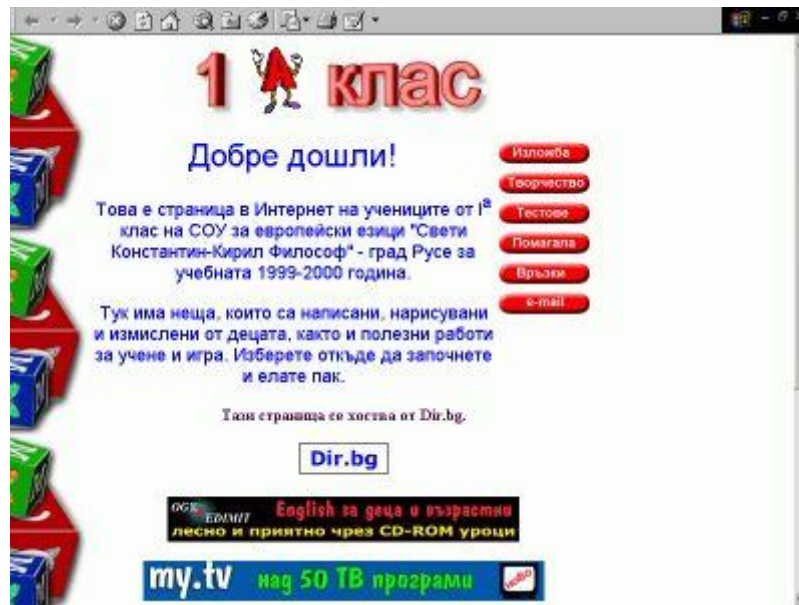 1 А клас
Добре дошли!
Изложба
Творчество
Тестове
Помагала
Връзки
e-mail
Това е страница в Интернет на учениците от Iа
клас на СОУ за европейски езици "Свети
Константин-Кирил Философ" - град Русе за
учебната 1999-2000 година.
Тук има неща, които са написани, нарисувани
и измислени от децата, както и полезни работи
за учене и игра. Изберете откъде да започнете
и елате пак.
Тази страница се хоства от Dir.bg.
Dir.bg
EDIMIT English за деца и възрастни
лесно и приятно чрез CD-ROM уроци
my.tv над 50 ТВ програми ново